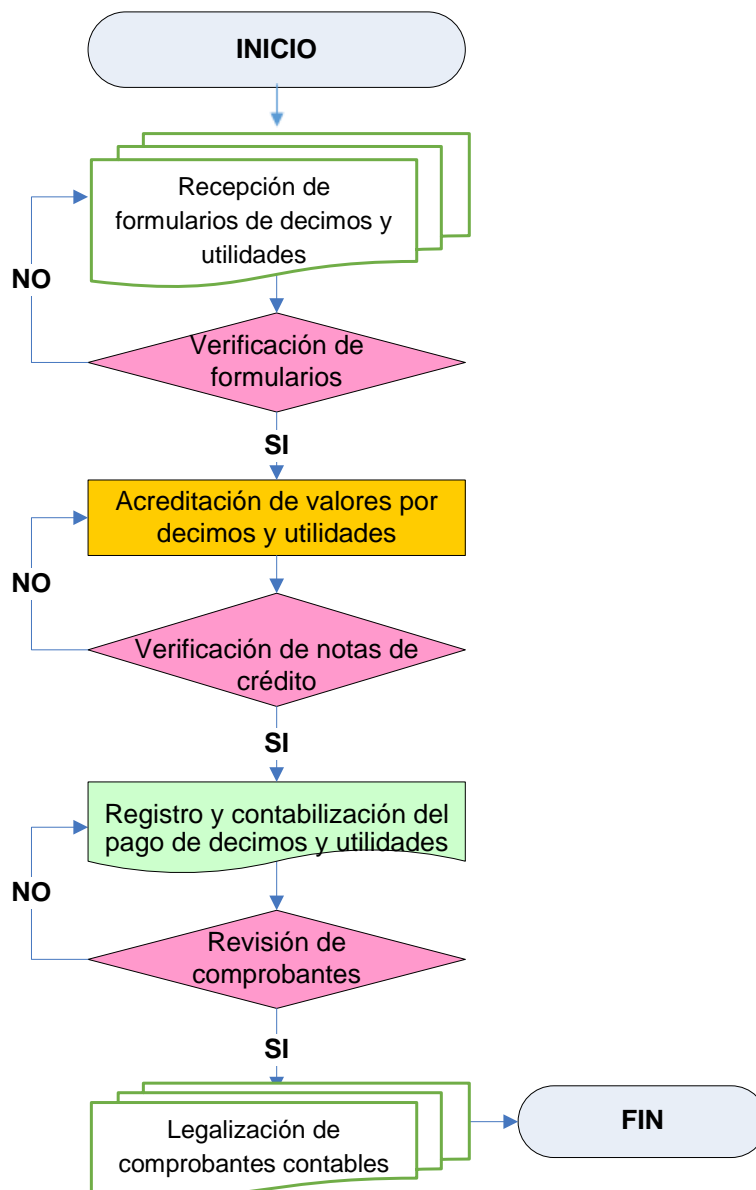 INICIO
Recepción de
formularios de decimos y
utilidades
NO
Verificación de
formularios
SI
Acreditación de valores por
decimos y utilidades
NO
Verificación de notas de
crédito
SI
Registro y contabilización del
pago de decimos y utilidades
NO
Revisión de
comprobantes
SI
Legalización de
comprobantes contables
FIN